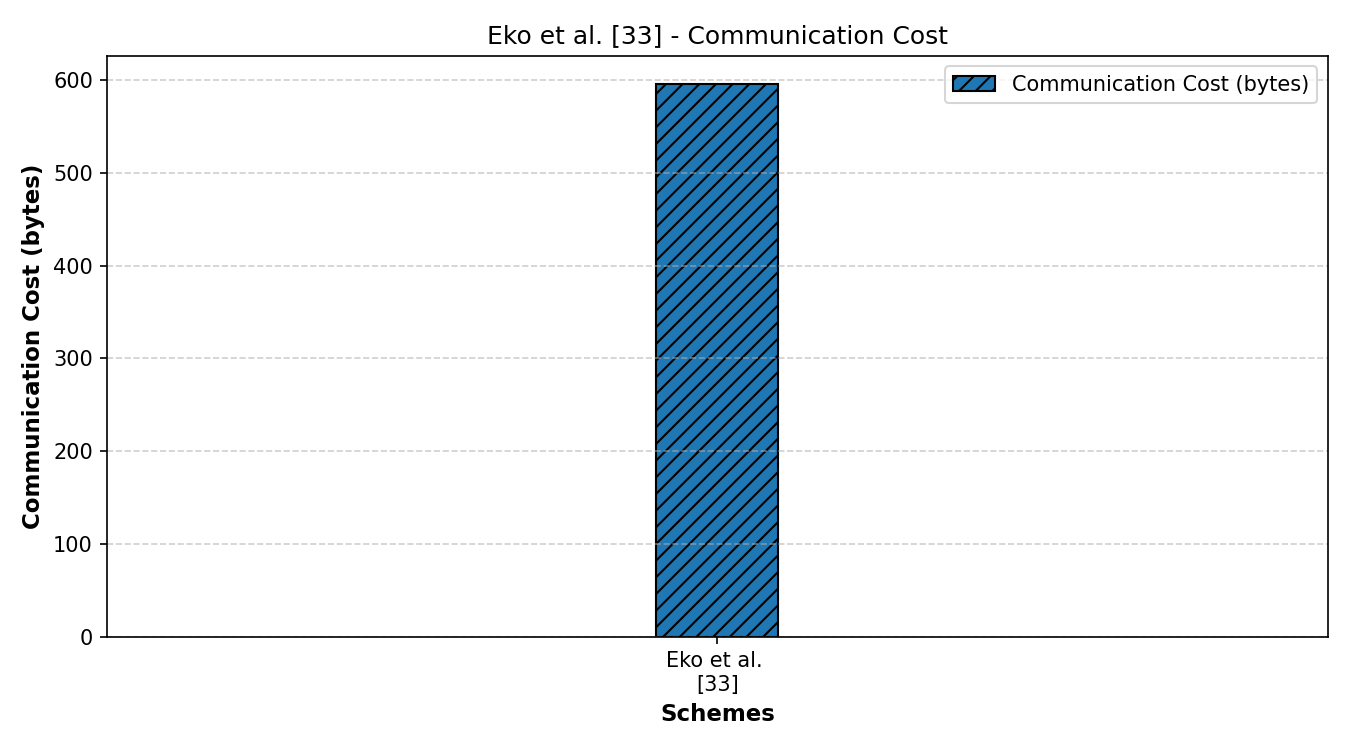 Eko et al. [33] - Communication Cost
Communication Cost (bytes)
Communication Cost (bytes)
600
500
400
300
200
100
0
Eko et al.
[33]
Schemes